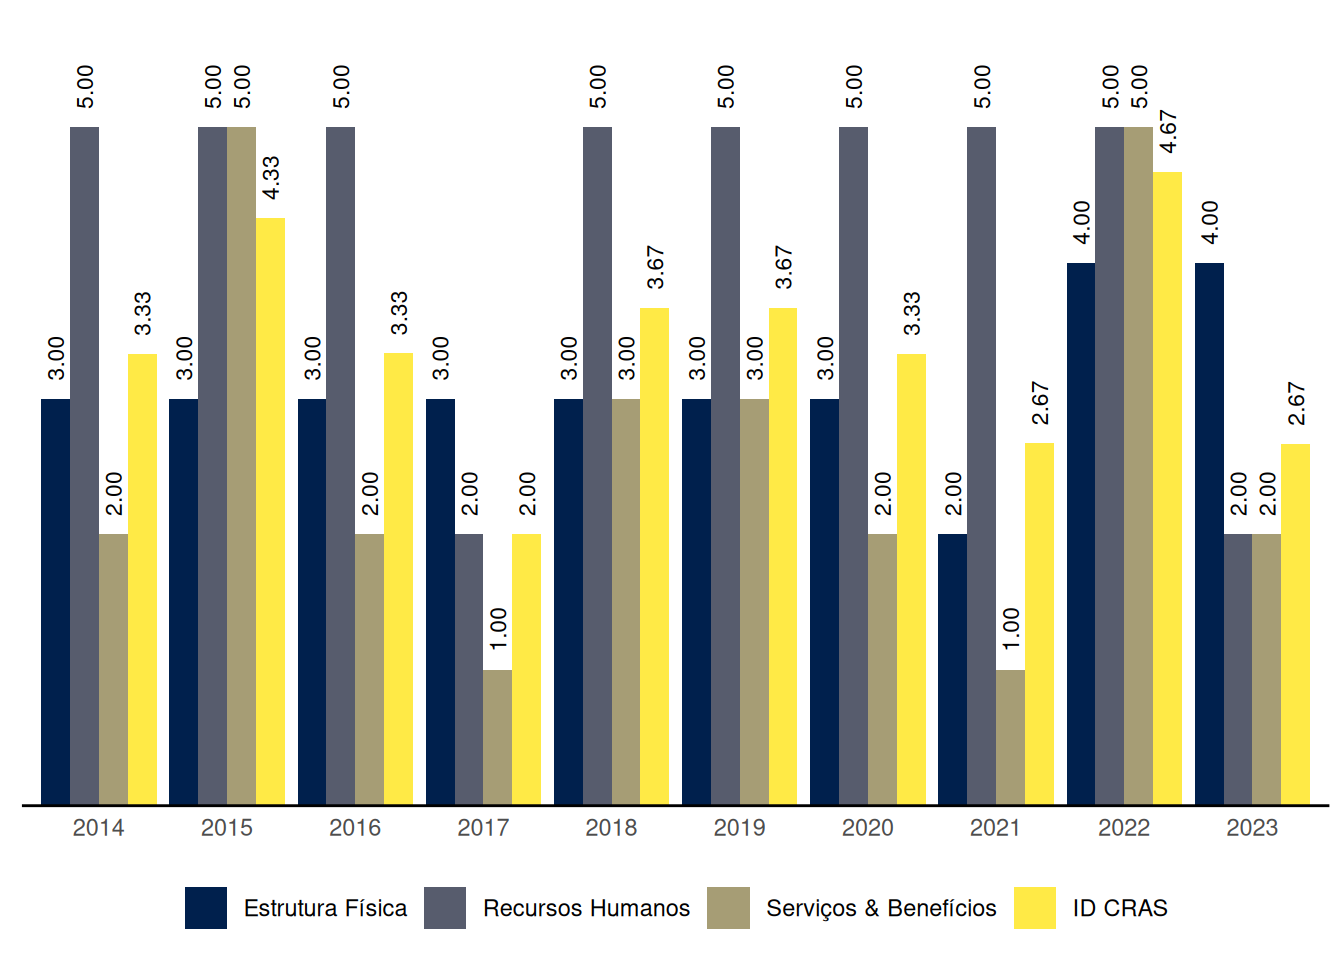 5.00 5.00 5.00 5.00 5.00 5.00 5.00 5.00 5.00 5.00
4.67
4.33
4.00 4.00
3.67 3.67
3.33 3.33 3.33
3.00 3.00 3.00 3.00 3.00 3.00 3.00 3.00 3.00
2.67 2.67
2.00 2.00 2.00 2.00 2.00 2.00 2.00 2.00
1.00 1.00
2014 2015 2016 2017 2018 2019 2020 2021 2022 2023
Estrutura Física Recursos Humanos Serviços & Benefícios ID CRAS